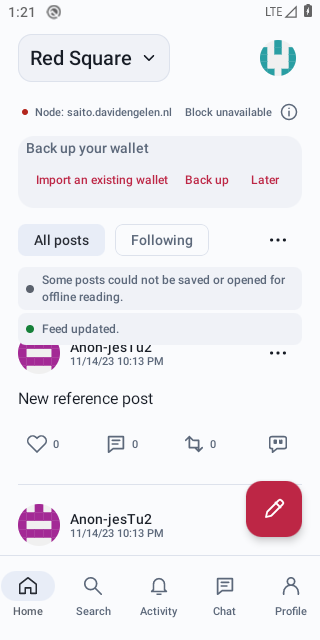 1:21
LTE
Red Square
Node: saito.davidengelen.nl
Block unavailable
Back up your wallet
Import an existing wallet
Back up
Later
All posts
Following
Some posts could not be saved or opened for
offline reading.
Feed updated.
Anon-jesTu2
11/14/23 10:13 PM
New reference post
0
0
0
Anon-jesTu2
11/14/23 10:13 PM
Home
Search
Activity
Chat
Profile